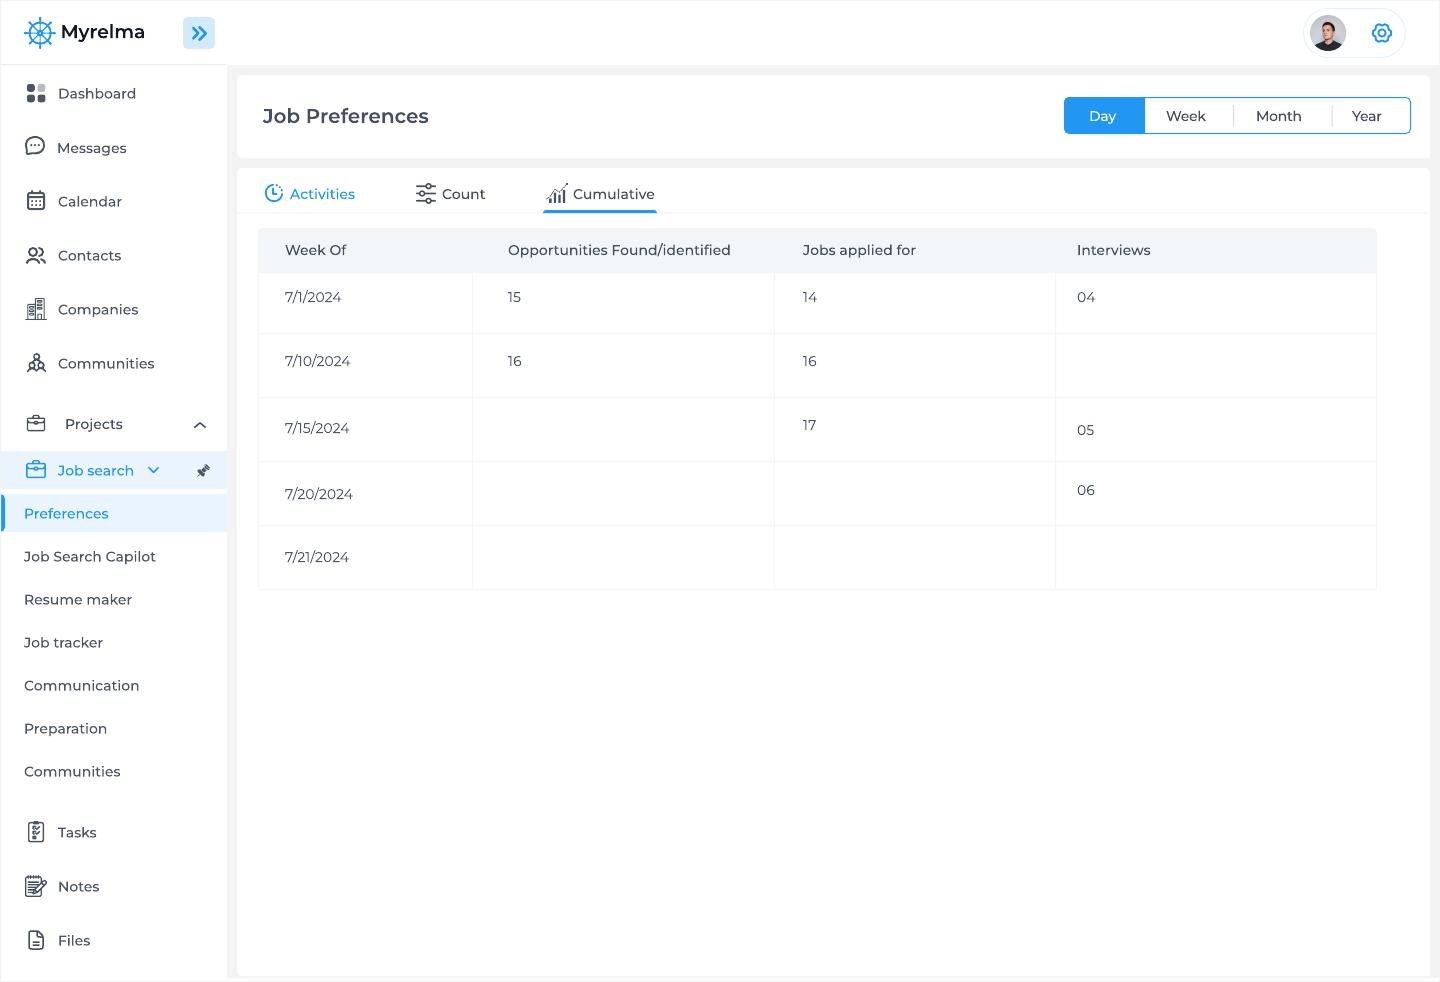 Myrelma
Dashboard
Messages
Calendar
Contacts
Companies
Communities
Projects
Job search
Preferences
Job Search Capilot
Resume maker
Job tracker
Communication
Preparation
Communities
Tasks
Notes
Files
Job Preferences
Day Week Month Year
Activities Count Cumulative
Week Of Opportunities Found/identified Jobs applied for Interviews
7/1/2024 15 14 04
7/10/2024 16 16
7/15/2024 17 05
7/20/2024 06
7/21/2024